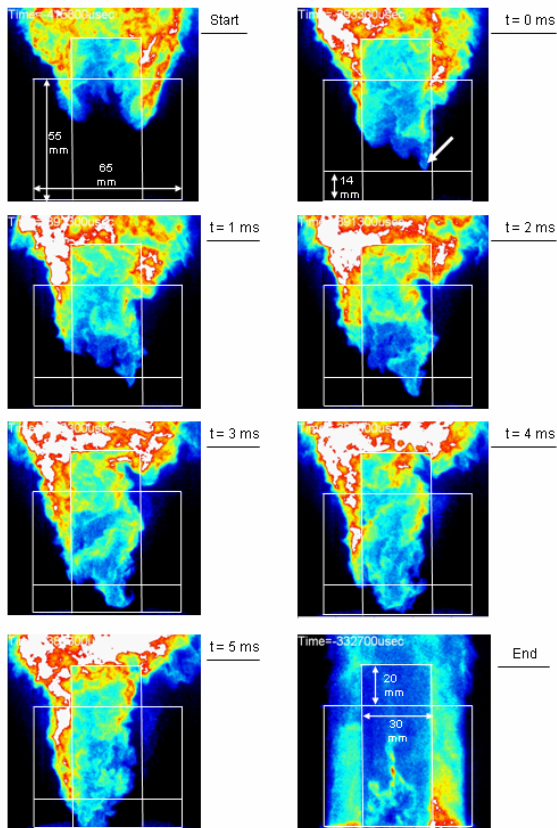 Start
55
mm
65
mm
t = 0 ms
14
mm
t = 1 ms
t = 2 ms
t = 3 ms
t = 4 ms
t = 5 ms
End
Time=-332700usec
20
mm
30
mm